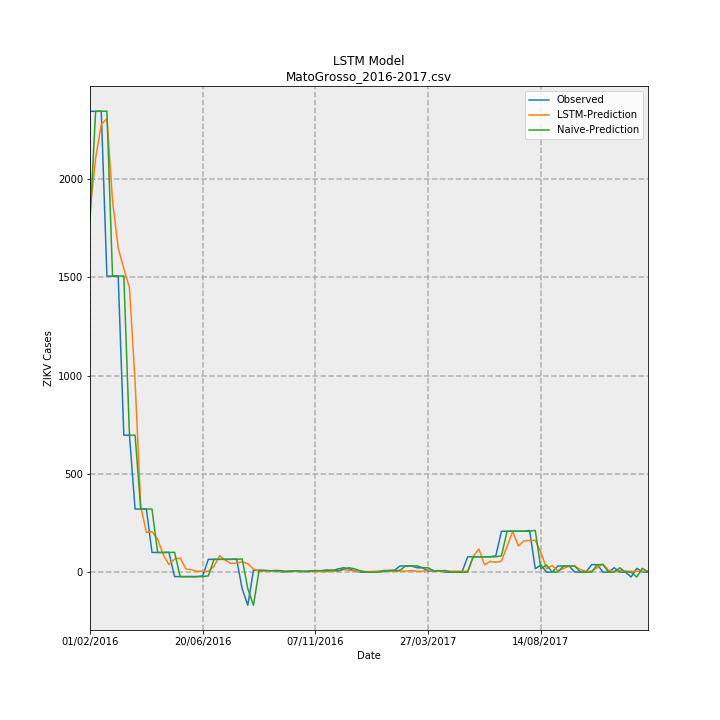 LSTM Model
MatoGrosso_2016-2017.csv
Observed
LSTM-Prediction
Naive-Prediction
2000
1500
1000
500
0
ZIKV Cases
01/02/2016
20/06/2016
07/11/2016
27/03/2017
14/08/2017
Date